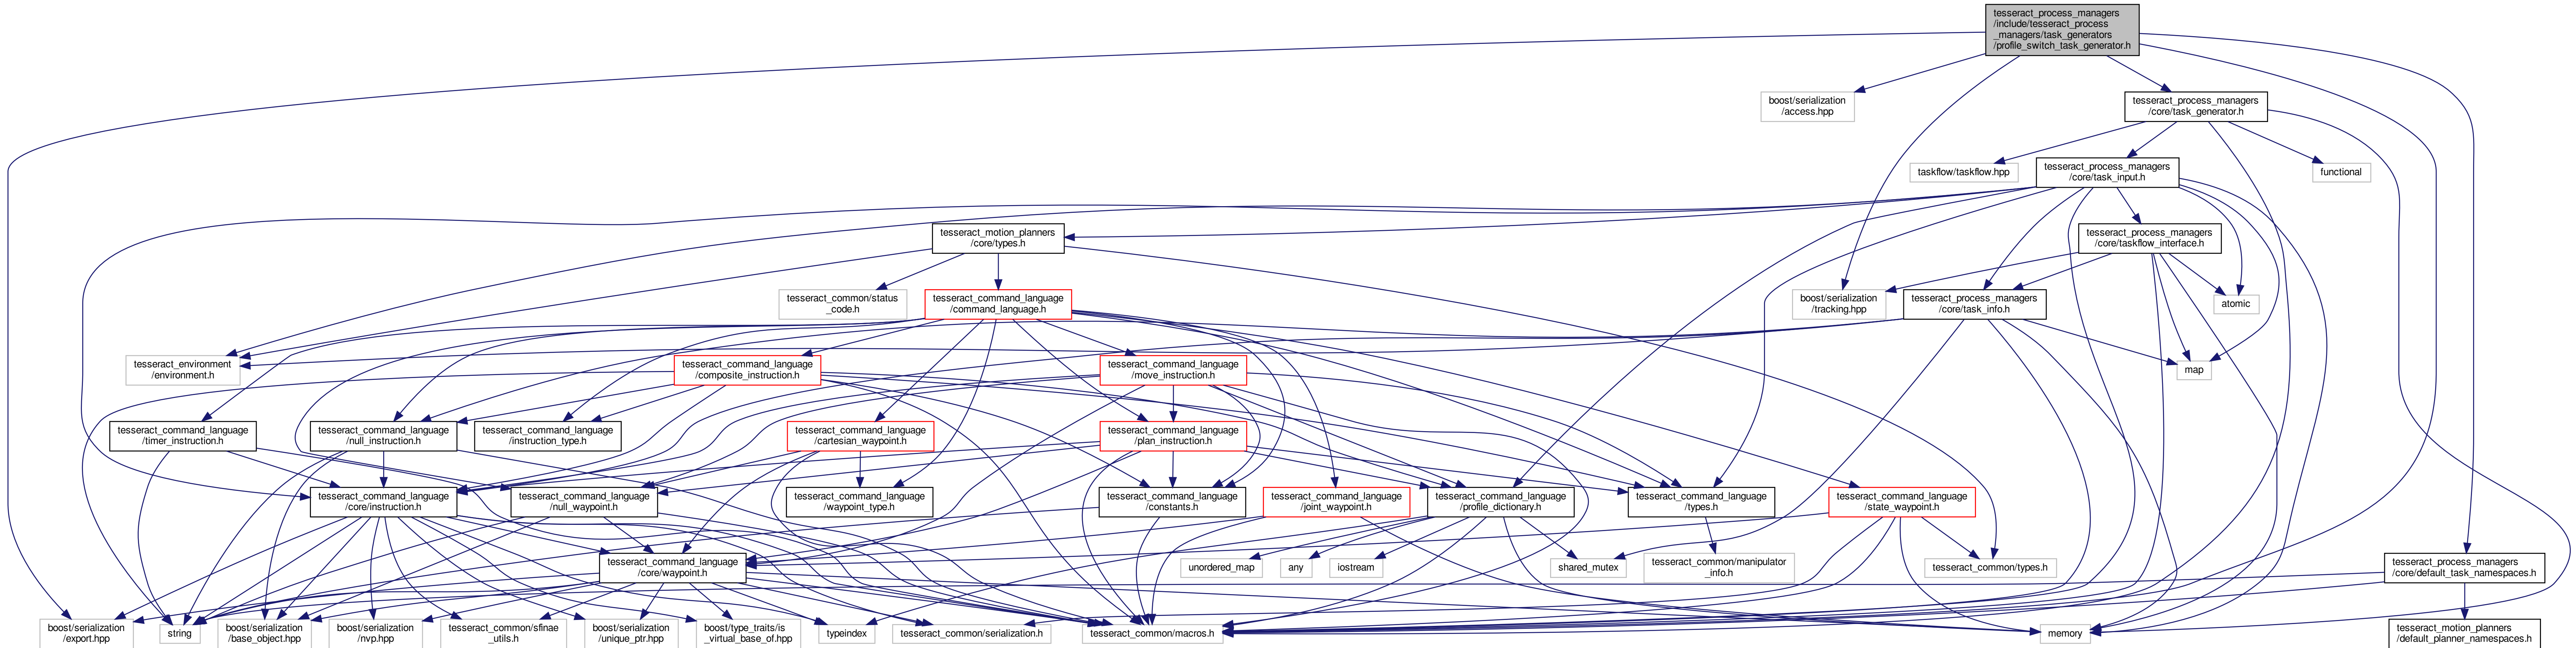 tesseract_process_managers
/include/tesseract_process
_managers/task_generators
/profile_switch_task_generator.h
boost/serialization
/access.hpp
tesseract_process_managers
/core/task_generator.h
taskflow/taskflow.hpp
tesseract_process_managers
/core/task_input.h
functional
tesseract_motion_planners
/core/types.h
tesseract_process_managers
/core/taskflow_interface.h
tesseract_common/status
_code.h
tesseract_command_language
/command_language.h
boost/serialization
/tracking.hpp
tesseract_process_managers
/core/task_info.h
atomic
tesseract_environment
/environment.h
tesseract_command_language
/composite_instruction.h
tesseract_command_language
/move_instruction.h
map
tesseract_command_language
/timer_instruction.h
tesseract_command_language
/null_instruction.h
tesseract_command_language
/instruction_type.h
tesseract_command_language
/cartesian_waypoint.h
tesseract_command_language
/plan_instruction.h
tesseract_command_language
/core/instruction.h
tesseract_command_language
/null_waypoint.h
tesseract_command_language
/waypoint_type.h
tesseract_command_language
/constants.h
tesseract_command_language
/joint_waypoint.h
tesseract_command_language
/profile_dictionary.h
tesseract_command_language
/types.h
tesseract_command_language
/state_waypoint.h
tesseract_command_language
/core/waypoint.h
unordered_map
any
iostream
shared_mutex
tesseract_common/manipulator
_info.h
tesseract_common/types.h
tesseract_process_managers
/core/default_task_namespaces.h
boost/serialization
/export.hpp
string
boost/serialization
/base_object.hpp
boost/serialization
/nvp.hpp
tesseract_common/sfinae
_utils.h
boost/serialization
/unique_ptr.hpp
boost/type_traits/is
_virtual_base_of.hpp
typeindex
tesseract_common/serialization.h
tesseract_common/macros.h
memory
tesseract_motion_planners
/default_planner_namespaces.h